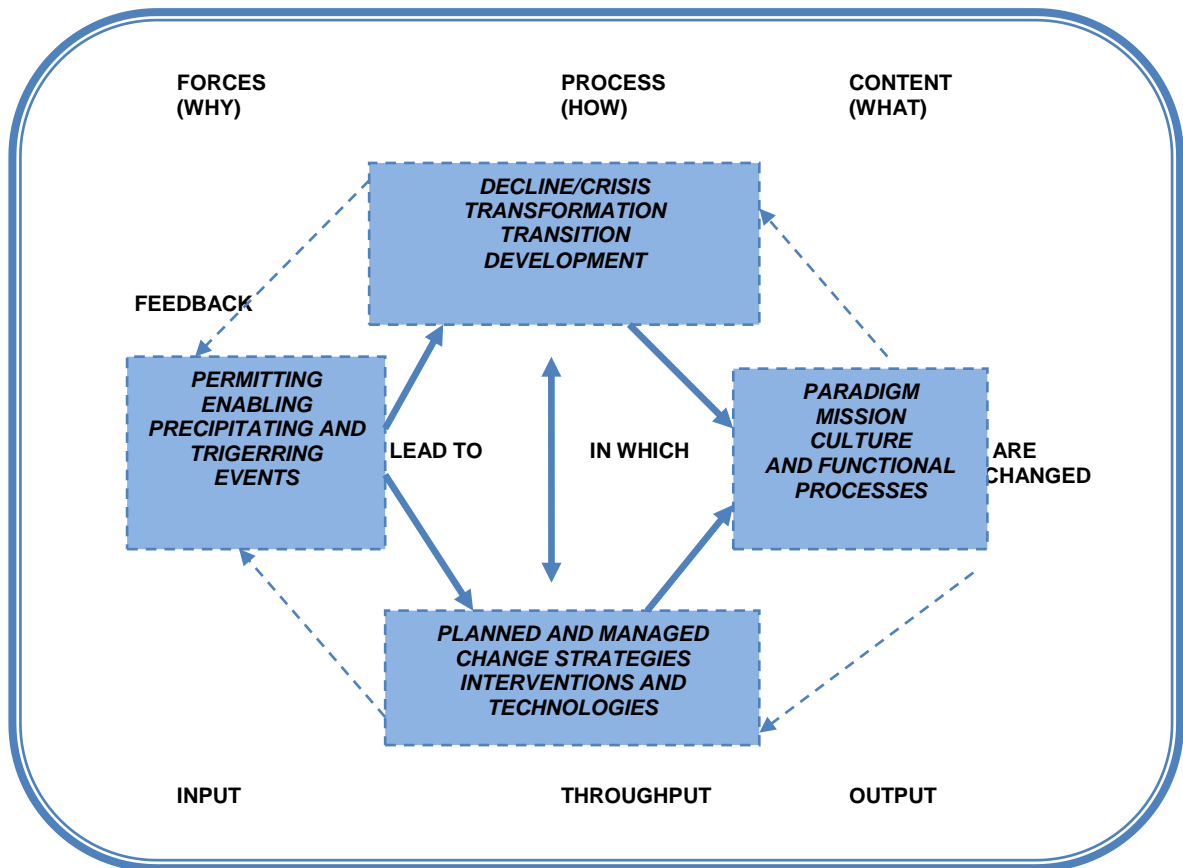 FORCES
(WHY)
PROCESS
(HOW)
CONTENT
(WHAT)
DECLINE/CRISIS
TRANSFORMATION
TRANSITION
DEVELOPMENT
FEEDBACK
PERMITTING
ENABLING
PRECIPITATING AND
TRIGERRING
EVENTS
LEAD TO
IN WHICH
PARADIGM
MISSION
CULTURE
AND FUNCTIONAL
PROCESSES
ARE
CHANGED
PLANNED AND MANAGED
CHANGE STRATEGIES
INTERVENTIONS AND
TECHNOLOGIES
INPUT
THROUGHPUT
OUTPUT